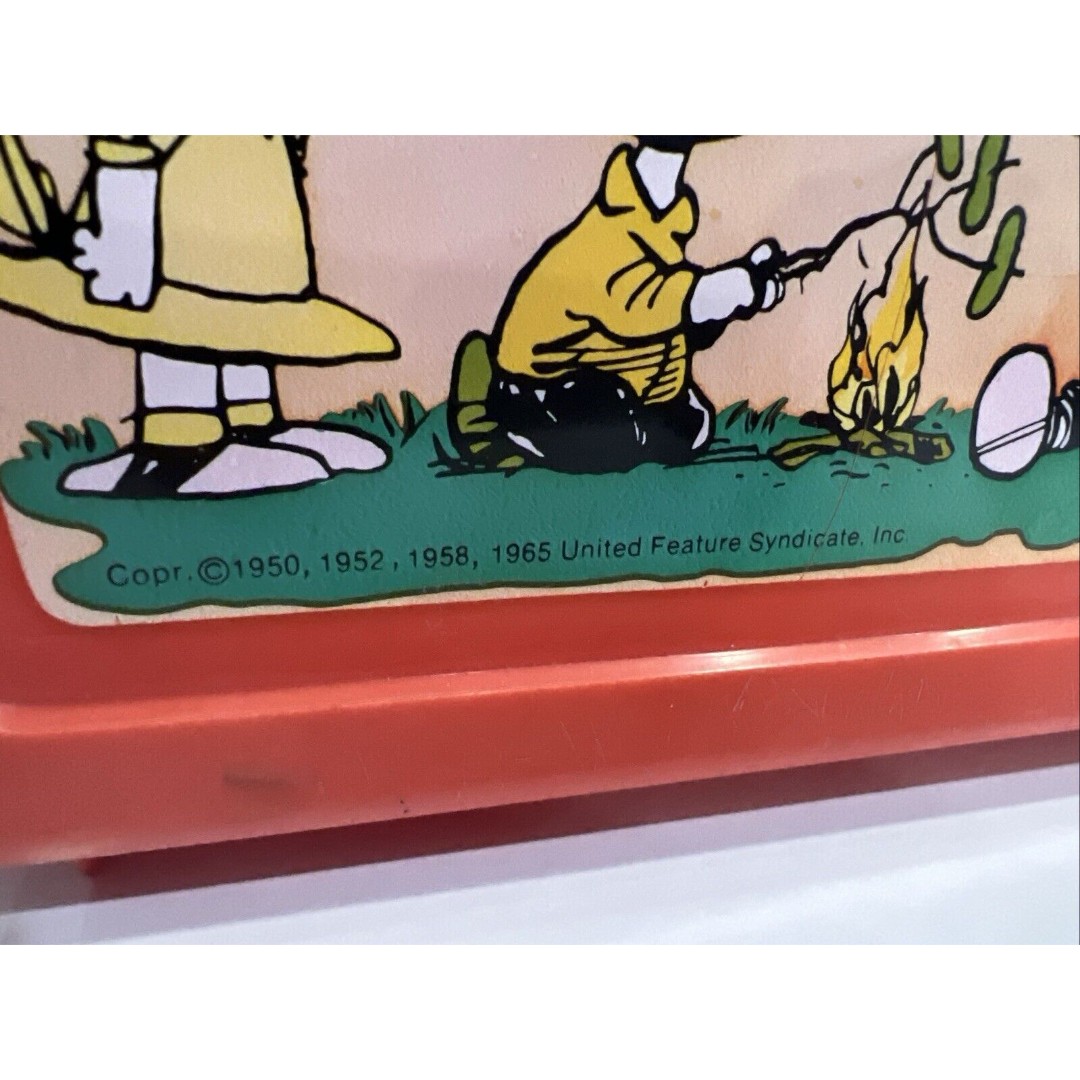 Copr. ©1950, 1952, 1958, 1965 United Feature Syndicate, Inc.